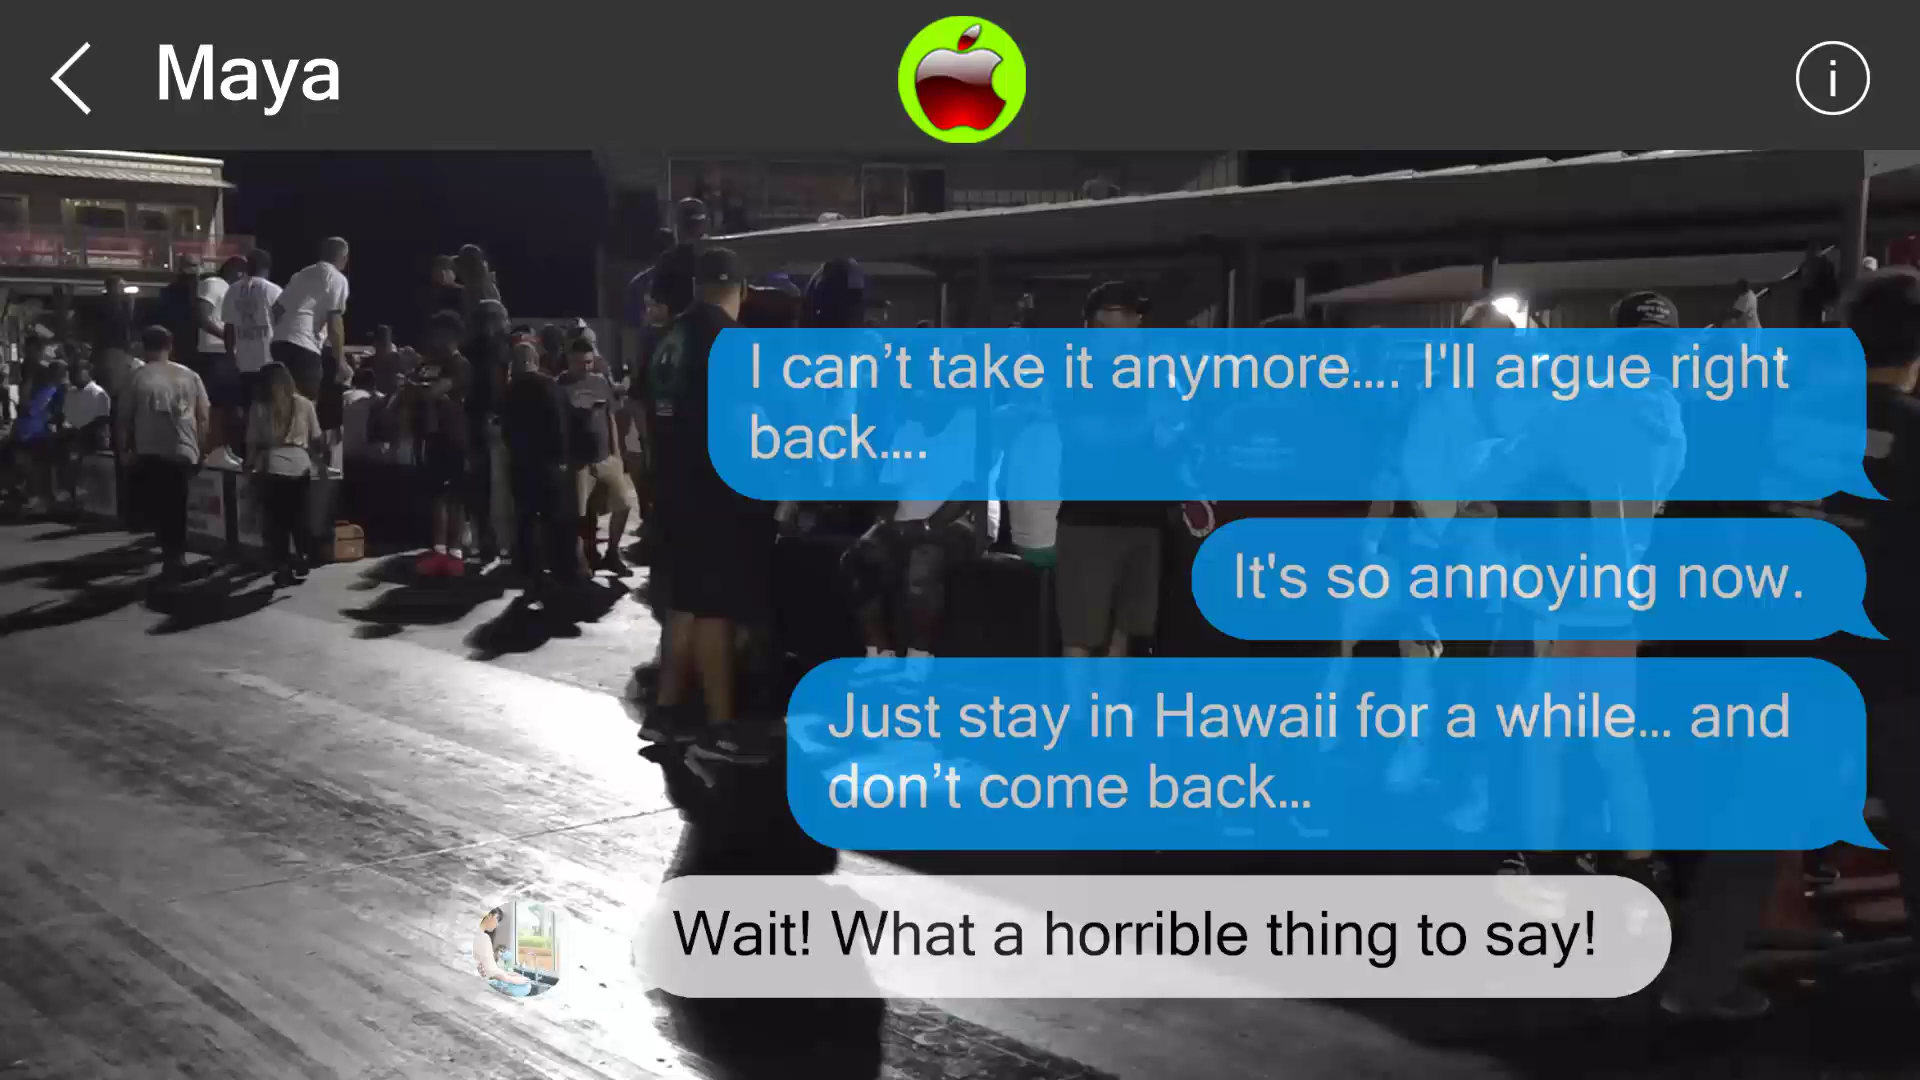 Maya
I can’t take it anymore.... I'll argue right
back....
It's so annoying now.
Just stay in Hawaii for a while... and
don’t come back...
Wait! What a horrible thing to say!